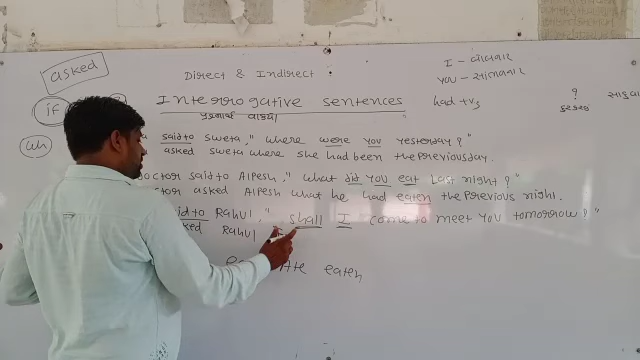 asked
Direct & Indirect
I - બોલનાર
YOU - સાંભળનાર
if
Interrogative sentences
had + v3
?
પ્રશ્નાર્થ વાક્યો
wh
said to sweta, " where were you yesterday ? "
asked sweta where she had been the previous day.
octor said to Alpesh, " what did you eat last night ? "
ctor asked Alpesh what he had eaten the previous night.
said to Rahul, " shall I come to meet you tomorrow ? "
asked Rahul
eaten